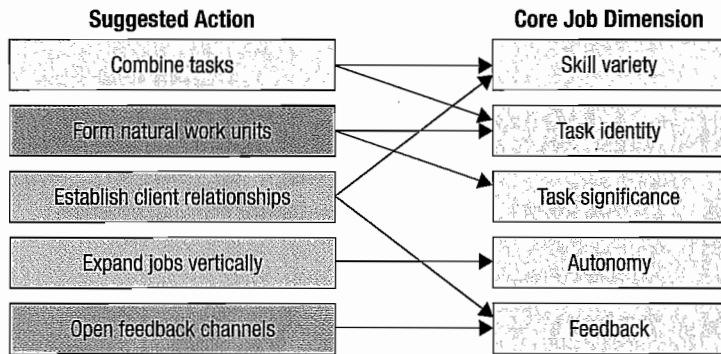 Suggested Action
Core Job Dimension
Combine tasks
Skill variety
Form natural work units
Task identity
Establish client relationships
Task significance
Expand jobs vertically
Autonomy
Open feedback channels
Feedback